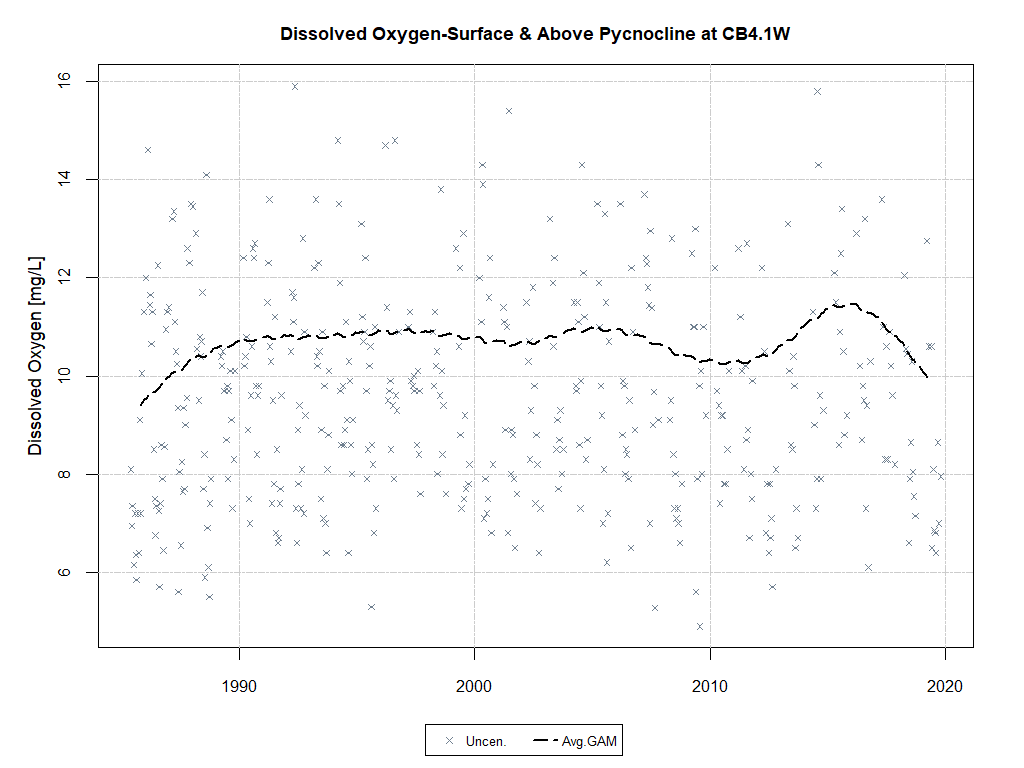 Dissolved Oxygen-Surface & Above Pycnocline at CB4.1W
Dissolved Oxygen [mg/L]
16
14
12
10
8
6
1990
2000
2010
2020
Uncen.
Avg.GAM